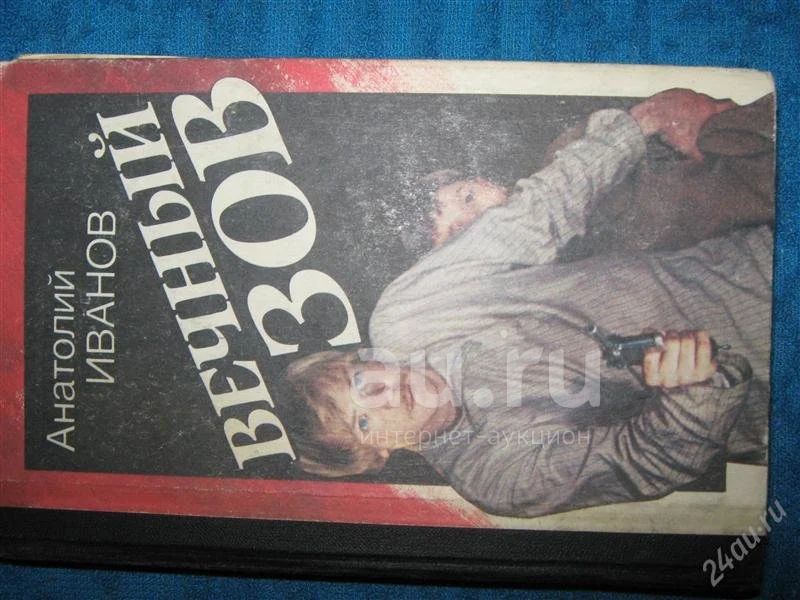 Анатолий
ИВАНОВ
ВЕЧНЫЙ
ЗОВ
au.ru
интернет-аукцион
24au.ru